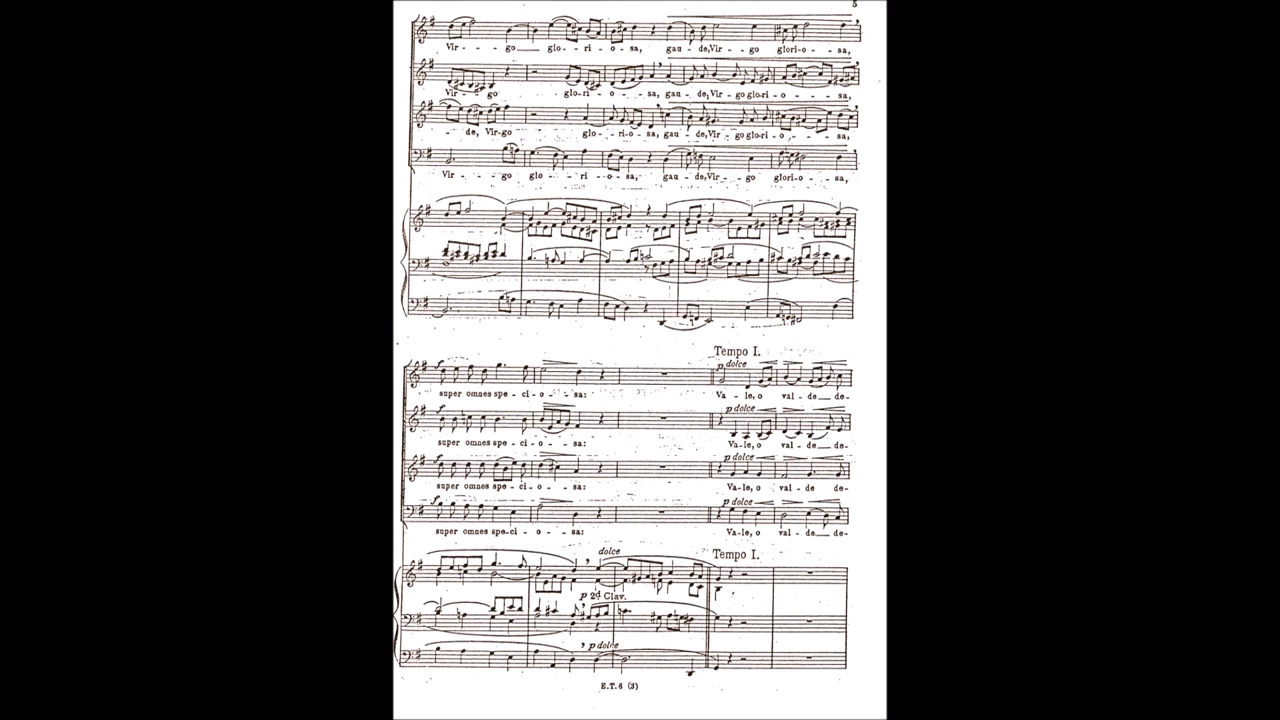 5
Vir - - - go___ glo - - ri - o - sa, gau - de, Vir - go glori - o - sa,
Vir - - - go glo - ri - o - - sa, gau - - de, Vir - go glo-ri - o - - - sa,
- de, Vir-go glo - ri - o - sa, gau - de, Vir - go glo-ri - o - - - sa,
Vir - - - go glo - - ri - o - sa, gau - de, Vir - go glori - o - sa,
Tempo I.
f
p dolce
super omnes spe - ci - o - - sa: Va - le, o val - de de-
f
p dolce
super omnes spe - ci - o - - sa: Va-le, o val - de___ de-
f
p dolce
super omnes spe - ci - o - - sa: Va-le, o val - de de-
f
p dolce
super omnes spe-ci - o - - sa: Va-le, o val - de___ de-
dolce
Tempo I.
p 2d Clav.
p dolce
E.T. 6 (3)